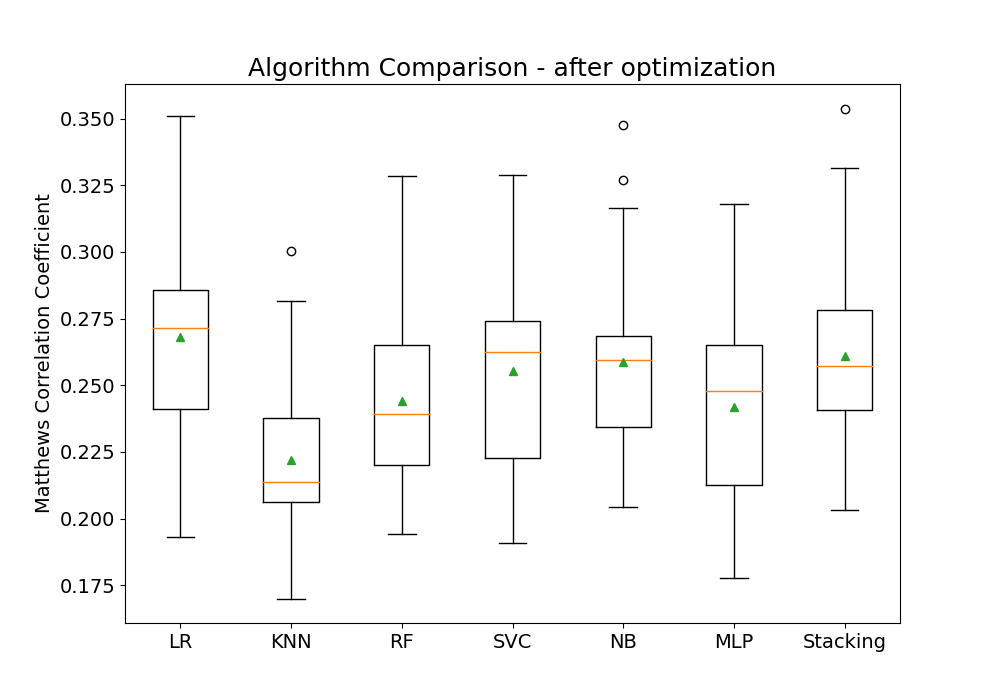 Algorithm Comparison - after optimization
Matthews Correlation Coefficient
0.350
0.325
0.300
0.275
0.250
0.225
0.200
0.175
LR KNN RF SVC NB MLP Stacking